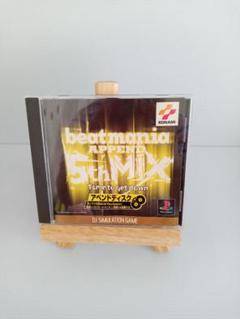 KONAMI
beatmania
APPEND
5thMIX
Time to get down
アペンドディスク
DJ SIMULATION GAME